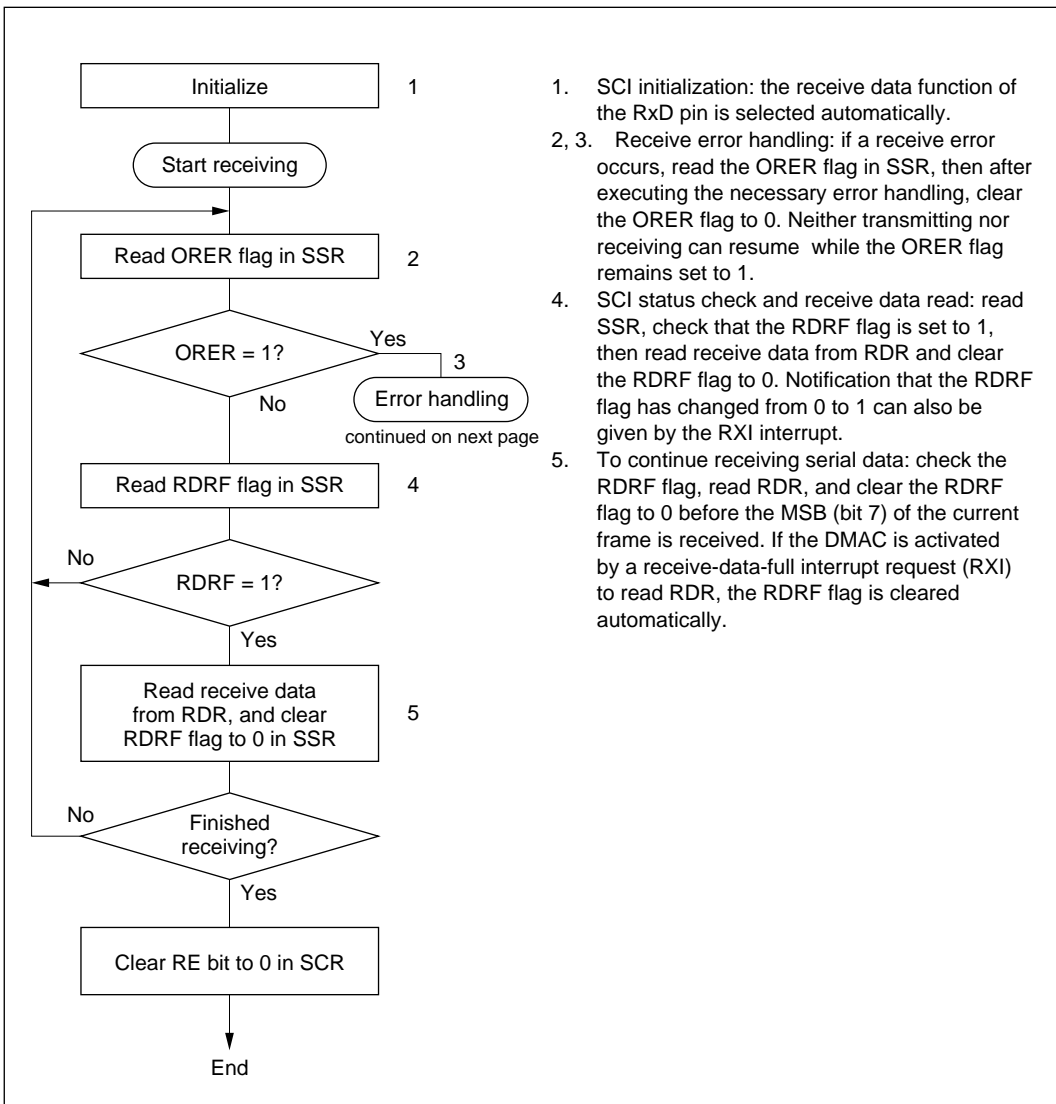 Initialize
1
Start receiving
Read ORER flag in SSR
2
ORER = 1?
Yes
3
No
Error handling
continued on next page
Read RDRF flag in SSR
4
No
RDRF = 1?
Yes
Read receive data
from RDR, and clear
RDRF flag to 0 in SSR
5
No
Finished
receiving?
Yes
Clear RE bit to 0 in SCR
End
1. SCI initialization: the receive data function of
the RxD pin is selected automatically.
2, 3. Receive error handling: if a receive error
occurs, read the ORER flag in SSR, then after
executing the necessary error handling, clear
the ORER flag to 0. Neither transmitting nor
receiving can resume while the ORER flag
remains set to 1.
4. SCI status check and receive data read: read
SSR, check that the RDRF flag is set to 1,
then read receive data from RDR and clear
the RDRF flag to 0. Notification that the RDRF
flag has changed from 0 to 1 can also be
given by the RXI interrupt.
5. To continue receiving serial data: check the
RDRF flag, read RDR, and clear the RDRF
flag to 0 before the MSB (bit 7) of the current
frame is received. If the DMAC is activated
by a receive-data-full interrupt request (RXI)
to read RDR, the RDRF flag is cleared
automatically.